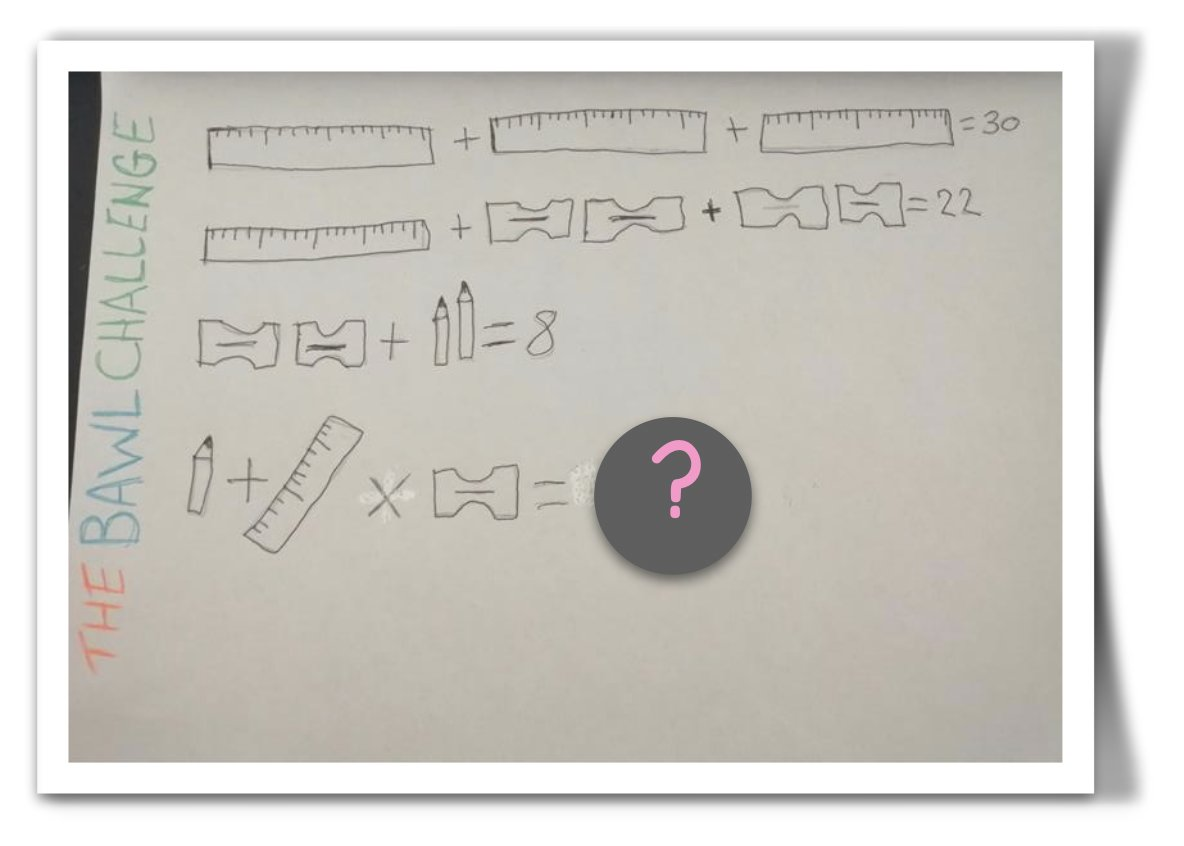 THE BAWL CHALLENGE
+ + = 30
+ + = 22
+ = 8
+ × = ?